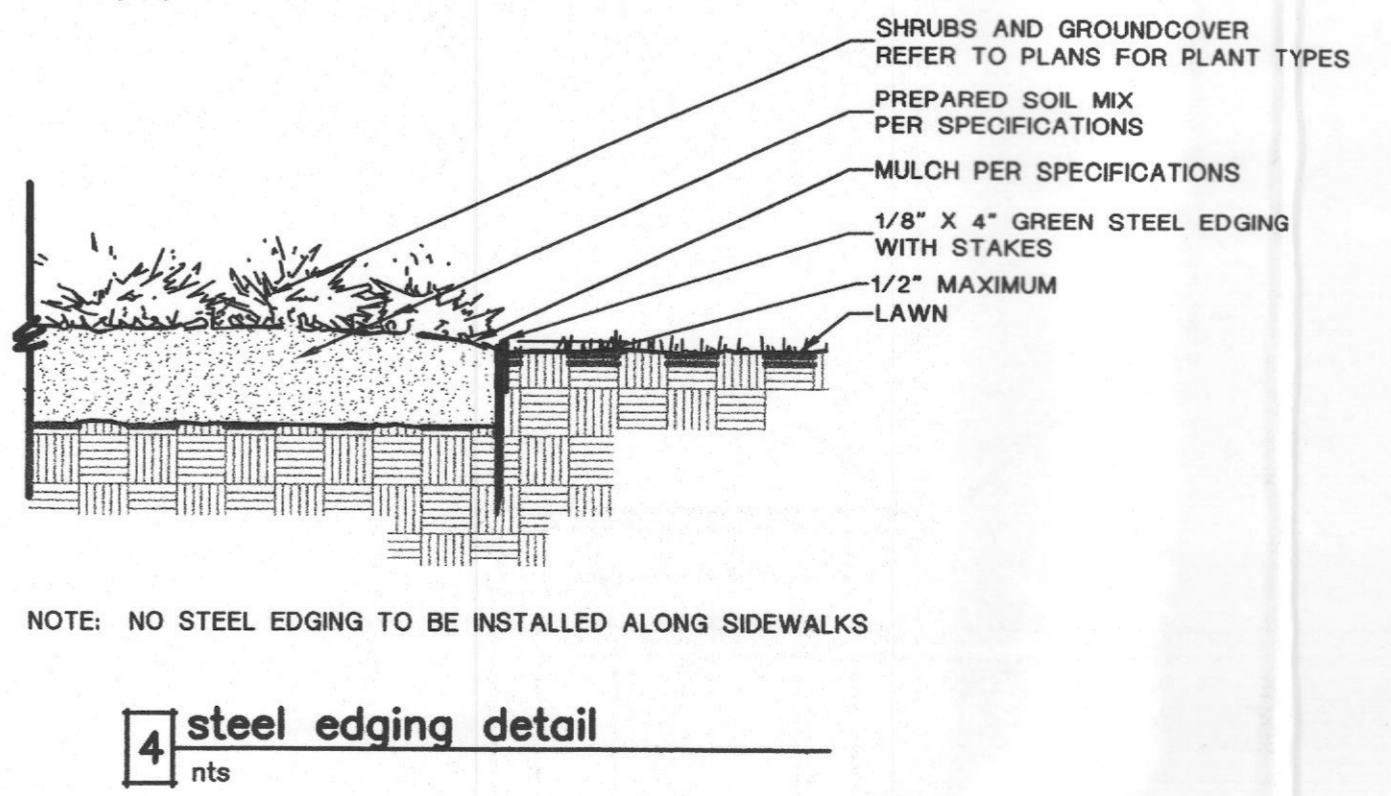 SHRUBS AND GROUNDCOVER
REFER TO PLANS FOR PLANT TYPES
PREPARED SOIL MIX
PER SPECIFICATIONS
MULCH PER SPECIFICATIONS
1/8" X 4" GREEN STEEL EDGING
WITH STAKES
1/2" MAXIMUM
LAWN
NOTE: NO STEEL EDGING TO BE INSTALLED ALONG SIDEWALKS
4 steel edging detail
nts